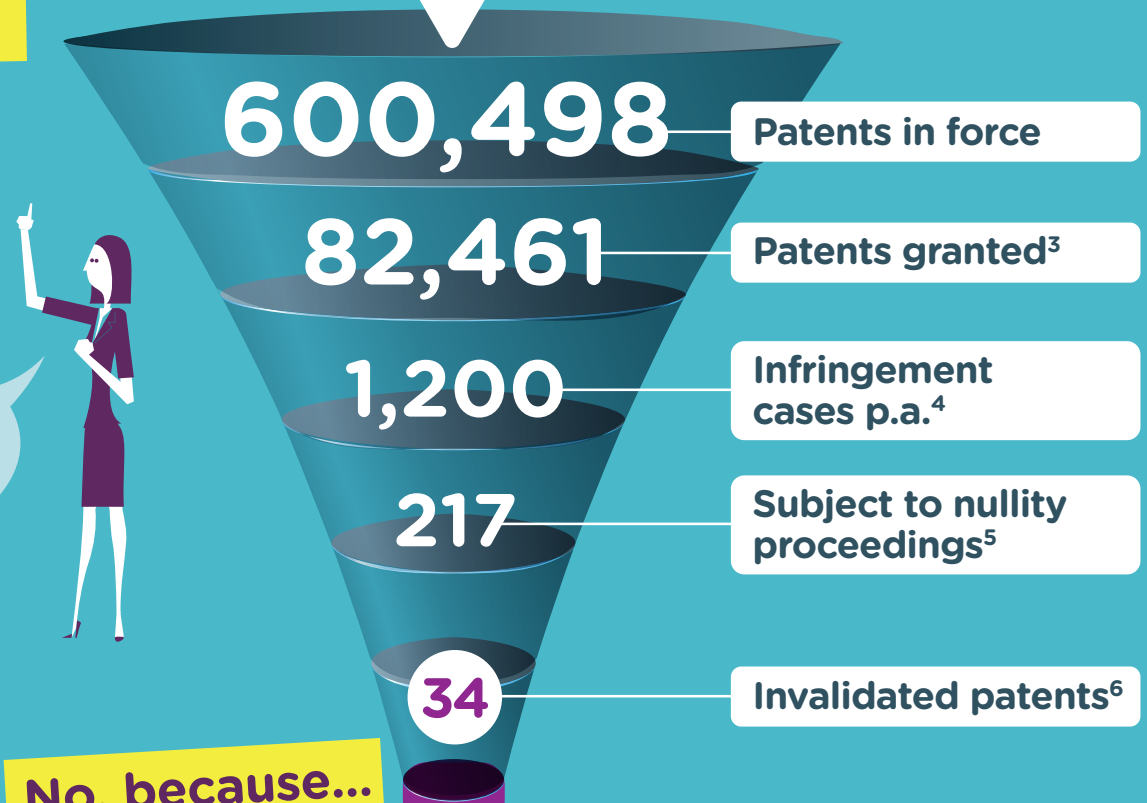 600,498
Patents in force
82,461
Patents granted³
1,200
Infringement
cases p.a.⁴
217
Subject to nullity
proceedings⁵
34
Invalidated patents⁶
No, because...